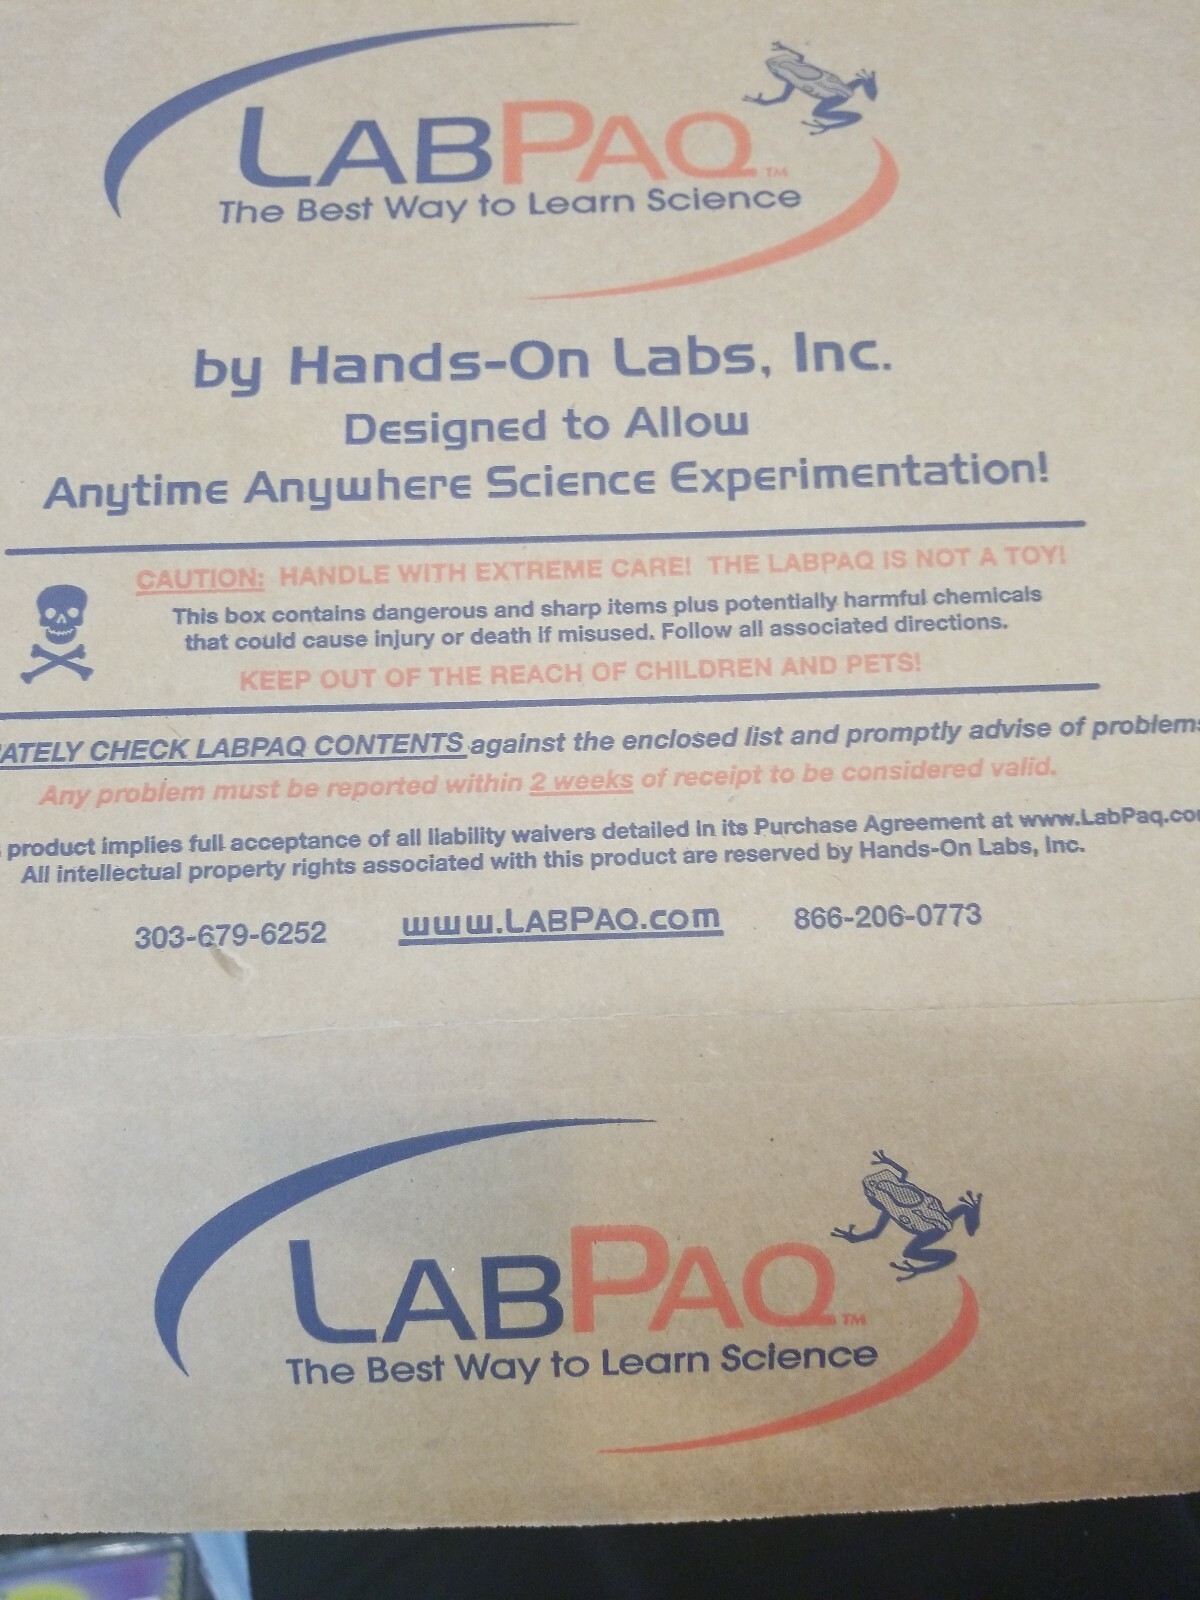 LABPAQ™
The Best Way to Learn Science
by Hands-On Labs, Inc.
Designed to Allow
Anytime Anywhere Science Experimentation!
CAUTION: HANDLE WITH EXTREME CARE! THE LABPAQ IS NOT A TOY!
This box contains dangerous and sharp items plus potentially harmful chemicals
that could cause injury or death if misused. Follow all associated directions.
KEEP OUT OF THE REACH OF CHILDREN AND PETS!
CHECK LABPAQ CONTENTS against the enclosed list and promptly advise of problems
Any problem must be reported within 2 weeks of receipt to be considered valid.
product implies full acceptance of all liability waivers detailed in its Purchase Agreement at www.LabPaq.co
All intellectual property rights associated with this product are reserved by Hands-On Labs, Inc.
303-679-6252 www.LABPAQ.com 866-206-0773
LABPAQ™
The Best Way to Learn Science